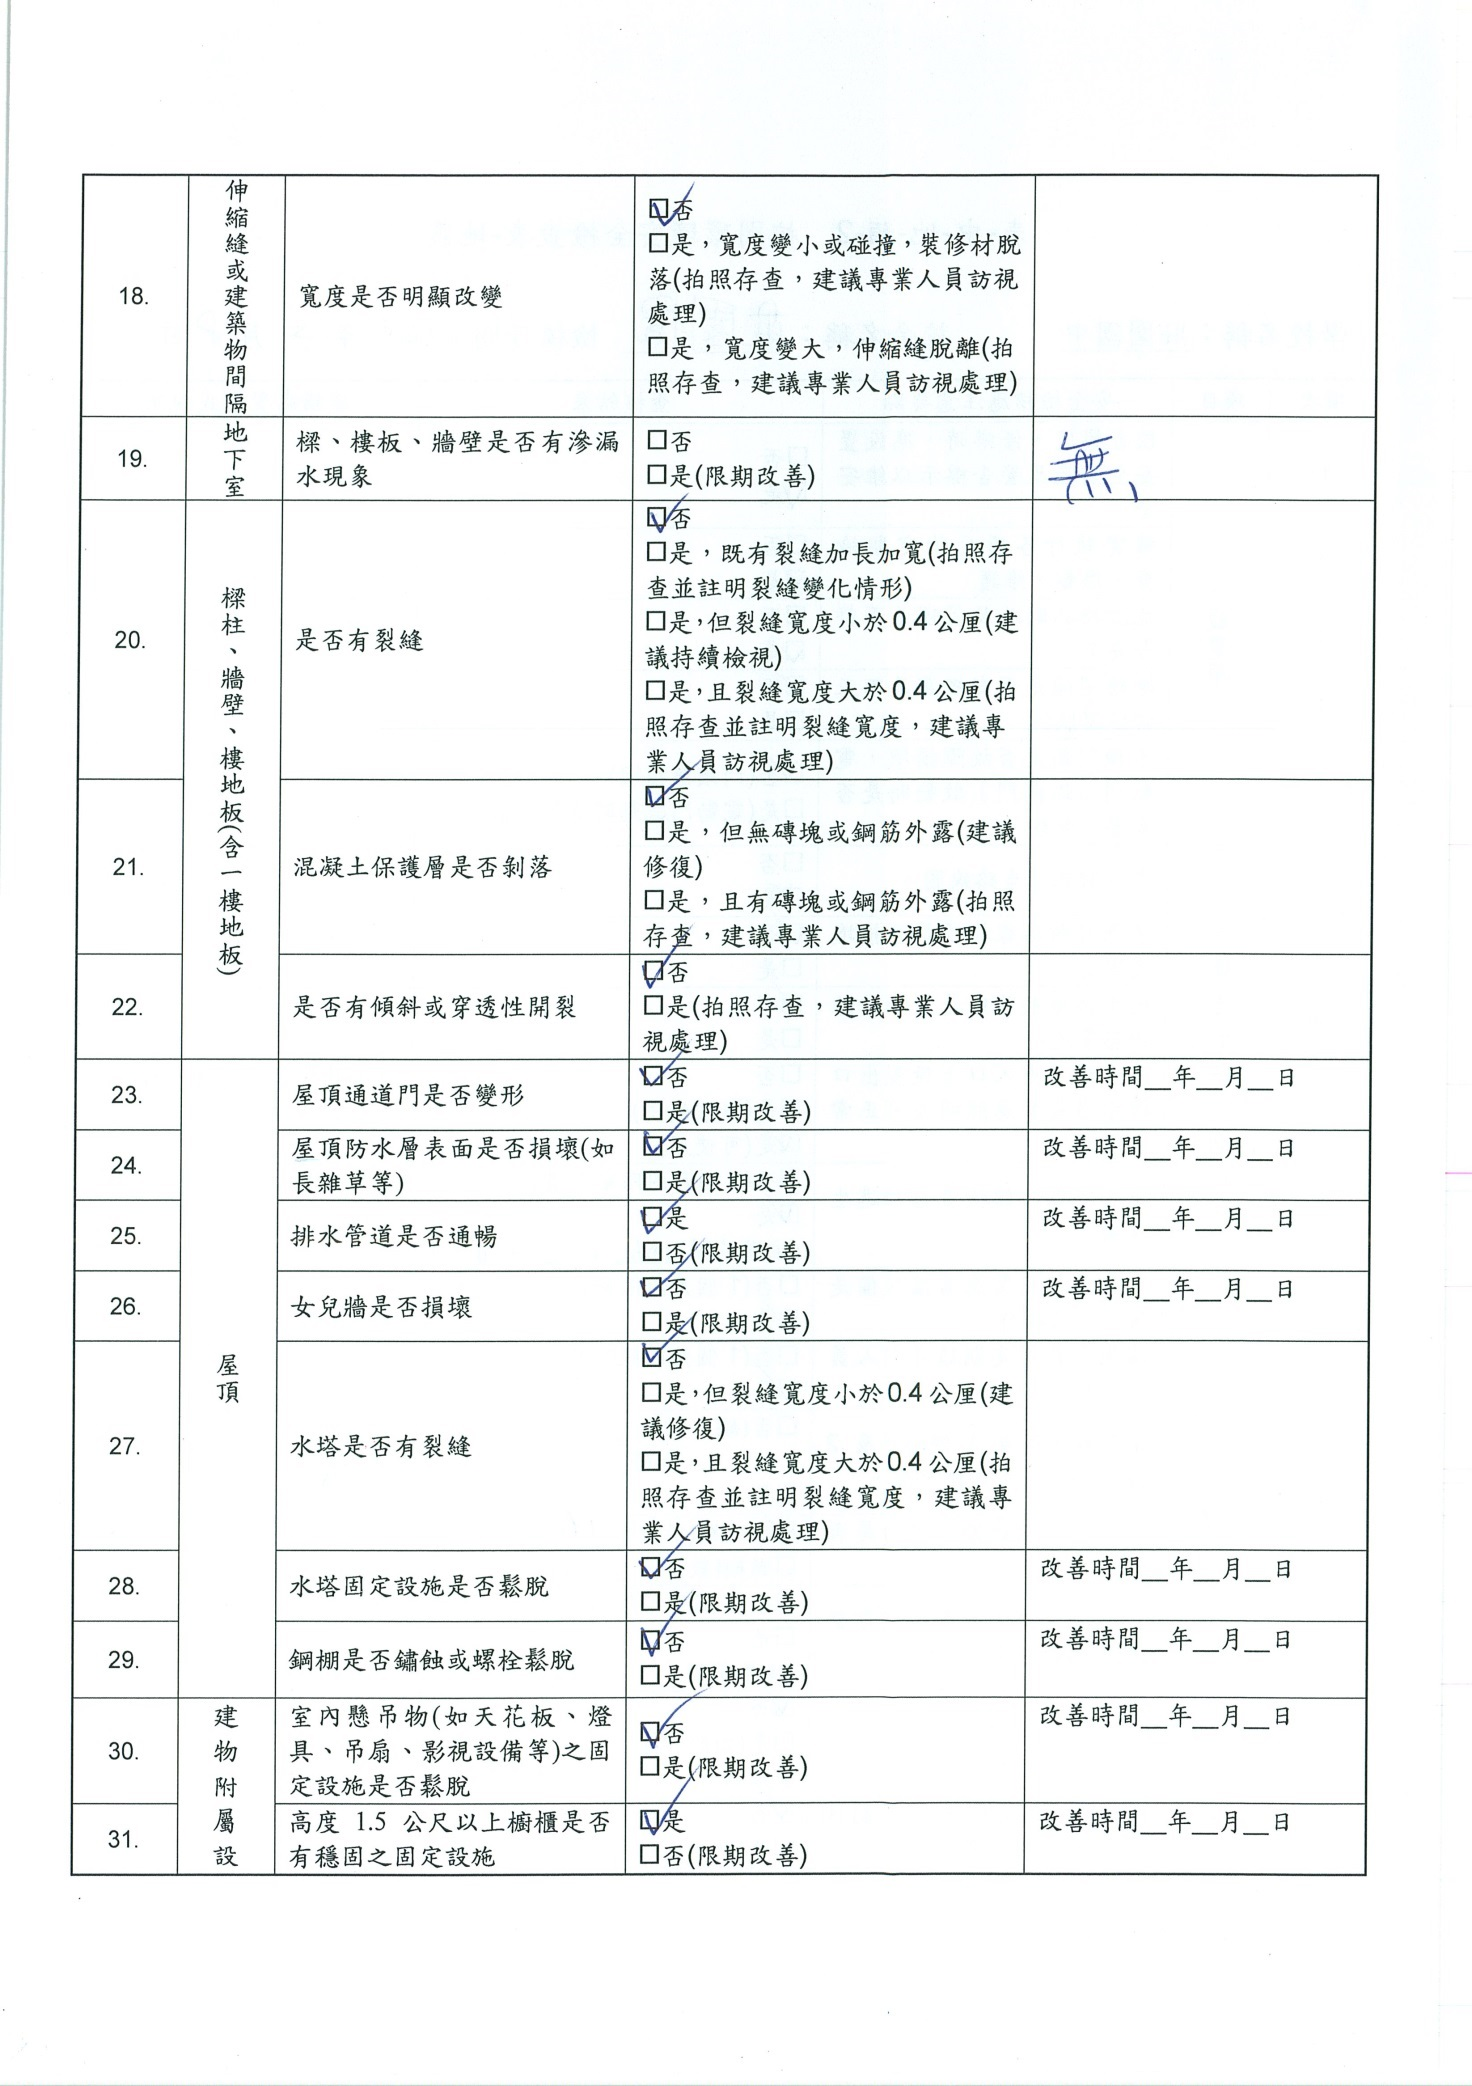 18.
伸縮縫或建築物間隔
寬度是否明顯改變
☑否
□是，寬度變小或碰撞，裝修材脫
落(拍照存查，建議專業人員訪視
處理)
□是，寬度變大，伸縮縫脫離(拍
照存查，建議專業人員訪視處理)
19.
地下室
樑、樓板、牆壁是否有滲漏
水現象
□否
□是(限期改善)
無
20.
樑柱、牆壁、樓地板(含一樓地板)
是否有裂縫
☑否
□是，既有裂縫加長加寬(拍照存
查並註明裂縫變化情形)
□是，但裂縫寬度小於0.4公厘(建
議持續檢視)
□是，且裂縫寬度大於0.4公厘(拍
照存查並註明裂縫寬度，建議專
業人員訪視處理)
21.
混凝土保護層是否剝落
☑否
□是，但無磚塊或鋼筋外露(建議
修復)
□是，且有磚塊或鋼筋外露(拍照
存查，建議專業人員訪視處理)
22.
是否有傾斜或穿透性開裂
☑否
□是(拍照存查，建議專業人員訪
視處理)
23.
屋頂
屋頂通道門是否變形
☑否
□是(限期改善)
改善時間__年__月__日
24.
屋頂防水層表面是否損壞(如
長雜草等)
☑否
□是(限期改善)
改善時間__年__月__日
25.
排水管道是否通暢
☑是
□否(限期改善)
改善時間__年__月__日
26.
女兒牆是否損壞
☑否
□是(限期改善)
改善時間__年__月__日
27.
水塔是否有裂縫
☑否
□是，但裂縫寬度小於0.4公厘(建
議修復)
□是，且裂縫寬度大於0.4公厘(拍
照存查並註明裂縫寬度，建議專
業人員訪視處理)
28.
水塔固定設施是否鬆脫
☑否
□是(限期改善)
改善時間__年__月__日
29.
鋼棚是否鏽蝕或螺栓鬆脫
☑否
□是(限期改善)
改善時間__年__月__日
30.
建物附屬設
室內懸吊物(如天花板、燈
具、吊扇、影視設備等)之固
定設施是否鬆脫
☑否
□是(限期改善)
改善時間__年__月__日
31.
高度 1.5 公尺以上櫥櫃是否
有穩固之固定設施
☑是
□否(限期改善)
改善時間__年__月__日